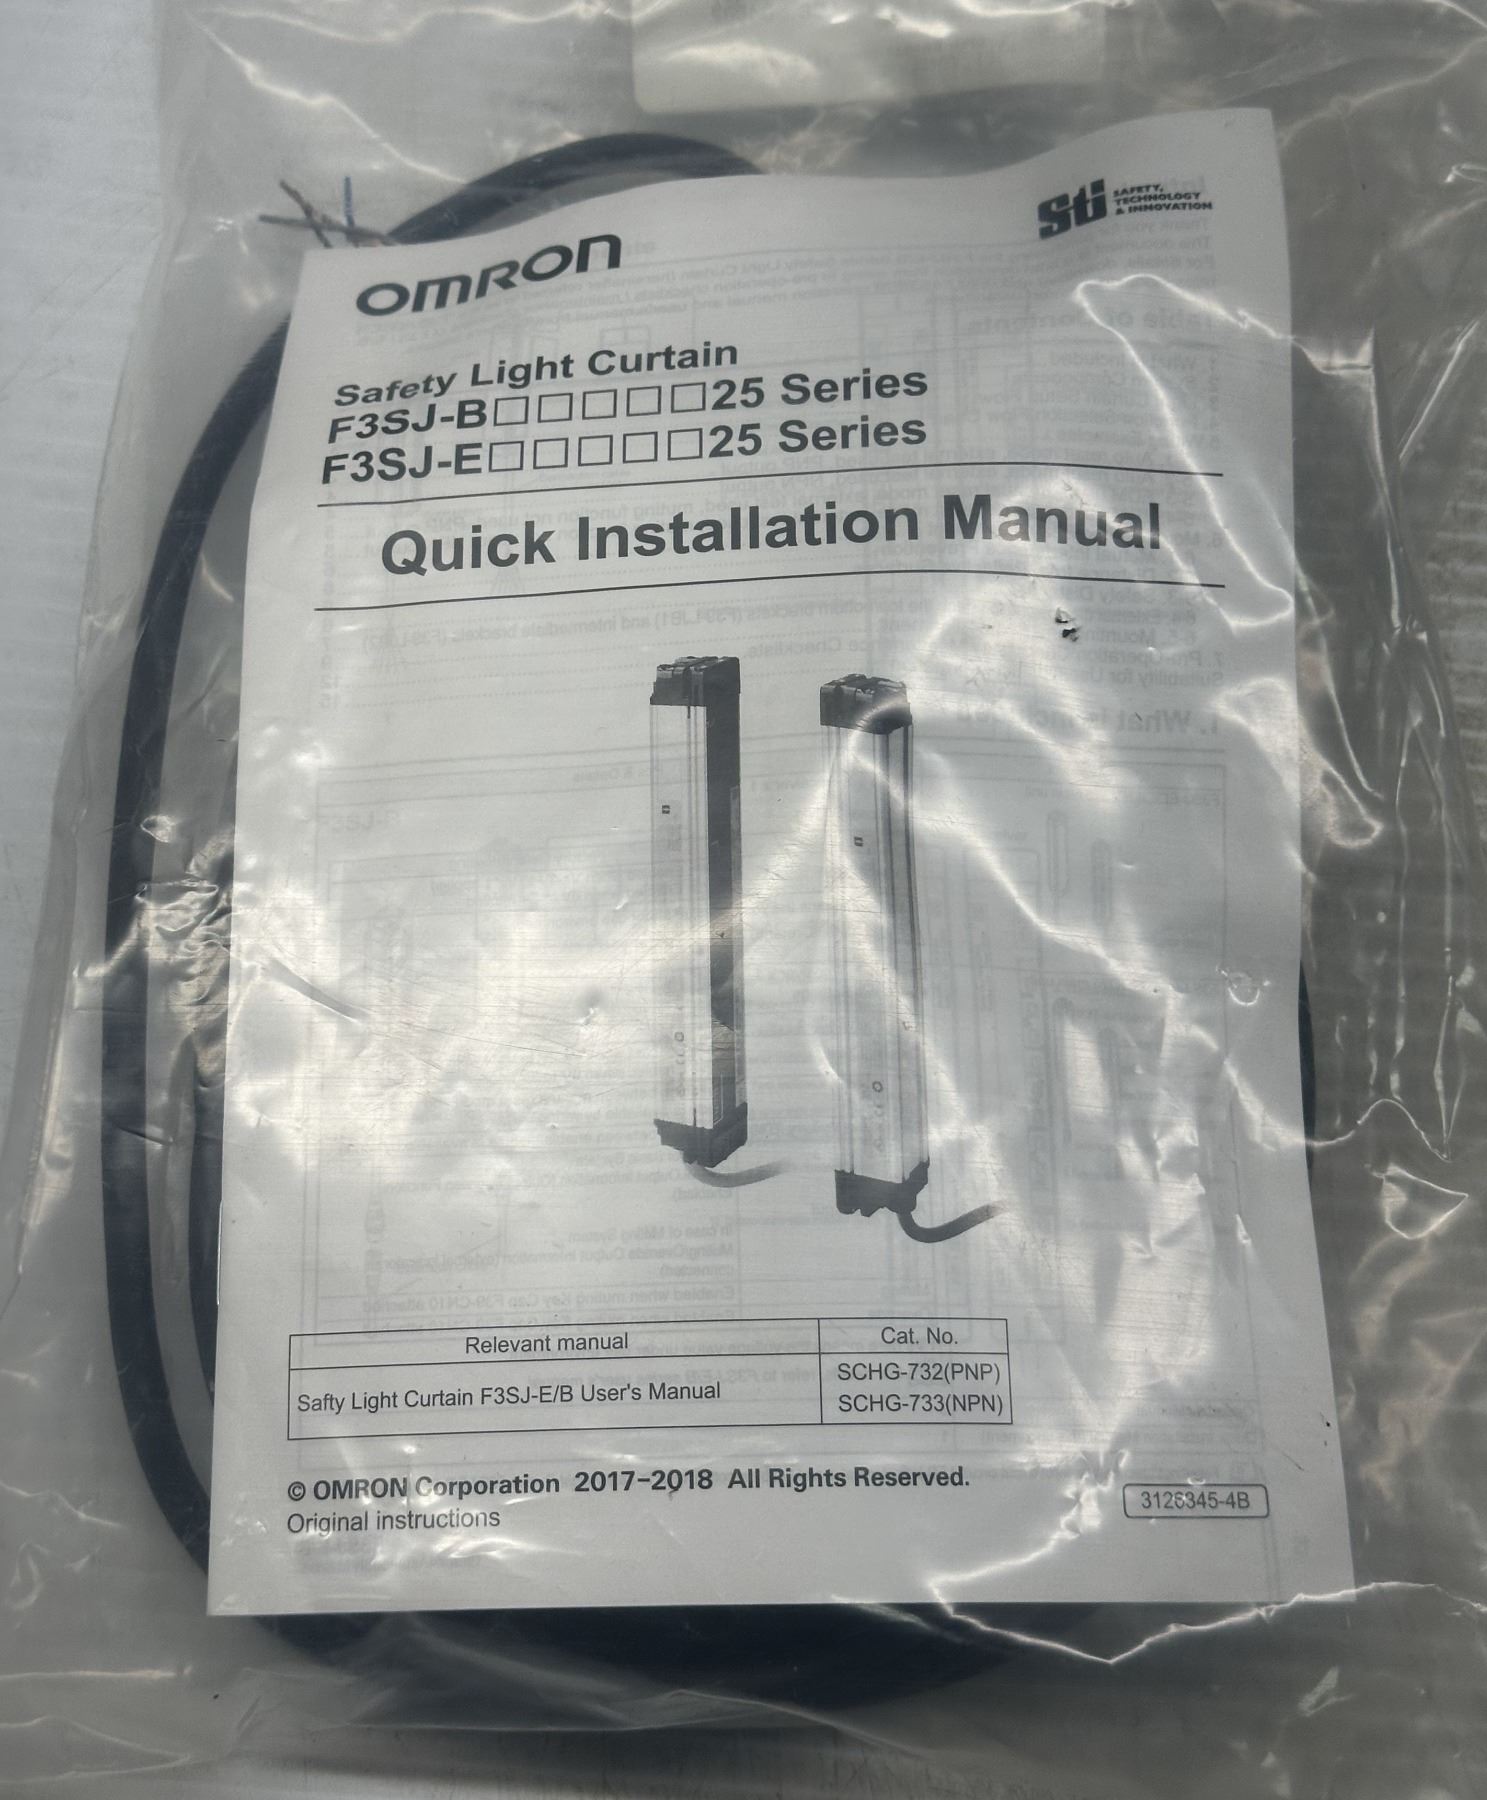 OMRON
sti SAFETY,
TECHNOLOGY
& INNOVATION
Safety Light Curtain
F3SJ-B□□□□□25 Series
F3SJ-E□□□□□25 Series
Quick Installation Manual
Relevant manual
Cat. No.
Safty Light Curtain F3SJ-E/B User's Manual
SCHG-732(PNP)
SCHG-733(NPN)
© OMRON Corporation 2017-2018 All Rights Reserved.
Original instructions
3126345-4B